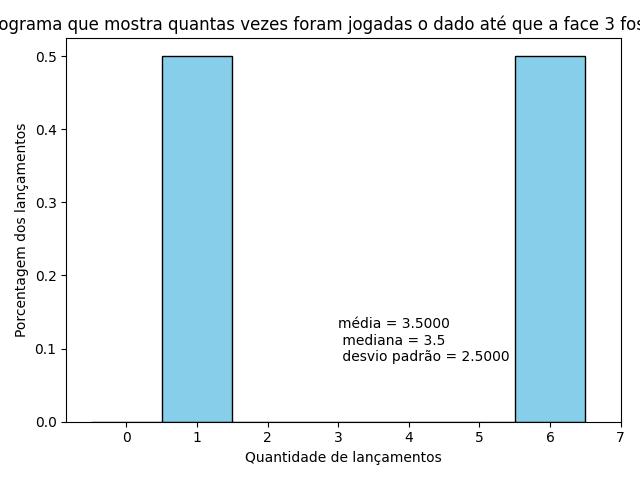 ograma que mostra quantas vezes foram jogadas o dado até que a face 3 fos
0.5
0.4
0.3
0.2
0.1
0.0
Porcentagem dos lançamentos
média = 3.5000
mediana = 3.5
desvio padrão = 2.5000
0 1 2 3 4 5 6 7
Quantidade de lançamentos